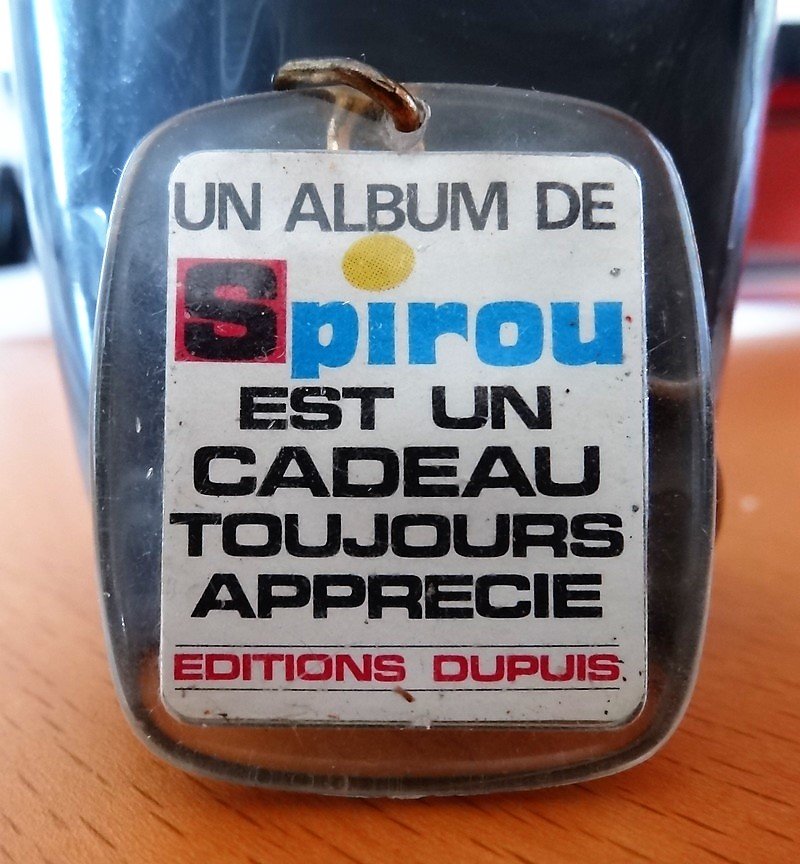 UN ALBUM DE
Spirou
EST UN
CADEAU
TOUJOURS
APPRECIE
EDITIONS DUPUIS